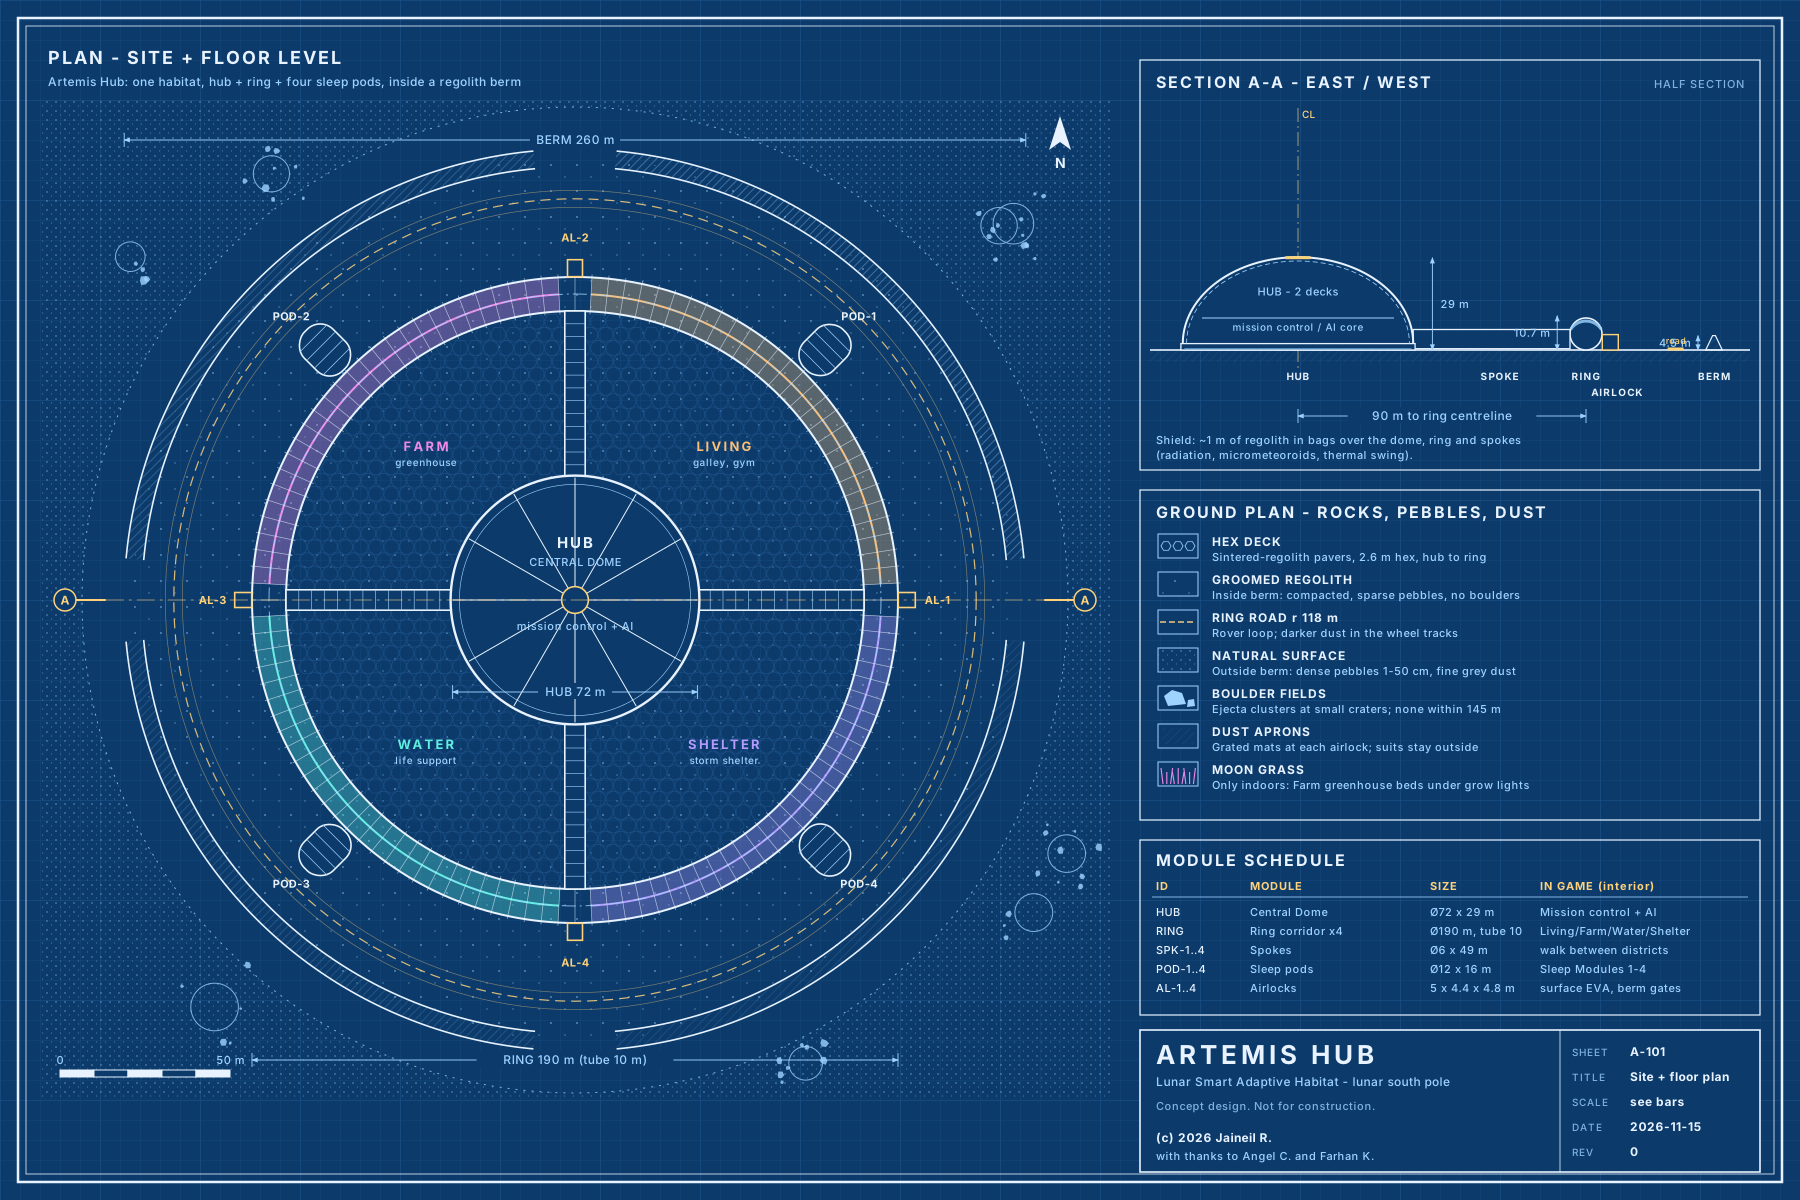 PLAN - SITE + FLOOR LEVEL
Artemis Hub: one habitat, hub + ring + four sleep pods, inside a regolith berm
BERM 260 m
N
AL-2
POD-2
POD-1
FARM
greenhouse
LIVING
galley, gym
HUB
CENTRAL DOME
A
AL-3
AL-1
A
mission control + AI
HUB 72 m
WATER
life support
SHELTER
storm shelter
POD-3
POD-4
AL-4
0
50 m
RING 190 m (tube 10 m)
SECTION A-A - EAST / WEST
HALF SECTION
CL
HUB - 2 decks
29 m
mission control / AI core
10.7 m
road
HUB
SPOKE
RING
BERM
AIRLOCK
90 m to ring centreline
Shield: ~1 m of regolith in bags over the dome, ring and spokes
(radiation, micrometeoroids, thermal swing).
GROUND PLAN - ROCKS, PEBBLES, DUST
HEX DECK
Sintered-regolith pavers, 2.6 m hex, hub to ring
GROOMED REGOLITH
Inside berm: compacted, sparse pebbles, no boulders
RING ROAD r 118 m
Rover loop; darker dust in the wheel tracks
NATURAL SURFACE
Outside berm: dense pebbles 1-50 cm, fine grey dust
BOULDER FIELDS
Ejecta clusters at small craters; none within 145 m
DUST APRONS
Grated mats at each airlock; suits stay outside
MOON GRASS
Only indoors: Farm greenhouse beds under grow lights
MODULE SCHEDULE
ID MODULE SIZE IN GAME (interior)
HUB Central Dome Ø72 x 29 m Mission control + AI
RING Ring corridor x4 Ø190 m, tube 10 Living/Farm/Water/Shelter
SPK-1..4 Spokes Ø6 x 49 m walk between districts
POD-1..4 Sleep pods Ø12 x 16 m Sleep Modules 1-4
AL-1..4 Airlocks 5 x 4.4 x 4.8 m surface EVA, berm gates
ARTEMIS HUB
Lunar Smart Adaptive Habitat - lunar south pole
Concept design. Not for construction.
(c) 2026 Jaineil R.
with thanks to Angel C. and Farhan K.
SHEET A-101
TITLE Site + floor plan
SCALE see bars
DATE 2026-11-15
REV 0